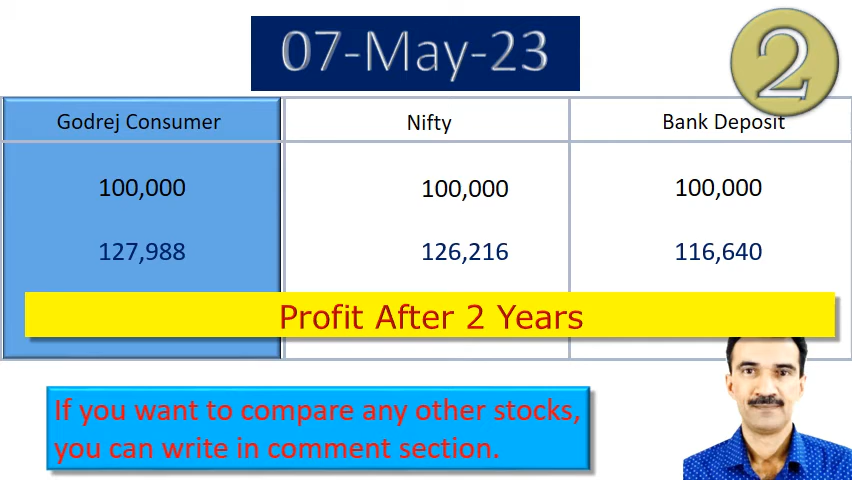 07-May-23
2
Godrej Consumer Nifty Bank Deposit
100,000 100,000 100,000
127,988 126,216 116,640
Profit After 2 Years
If you want to compare any other stocks,
you can write in comment section.